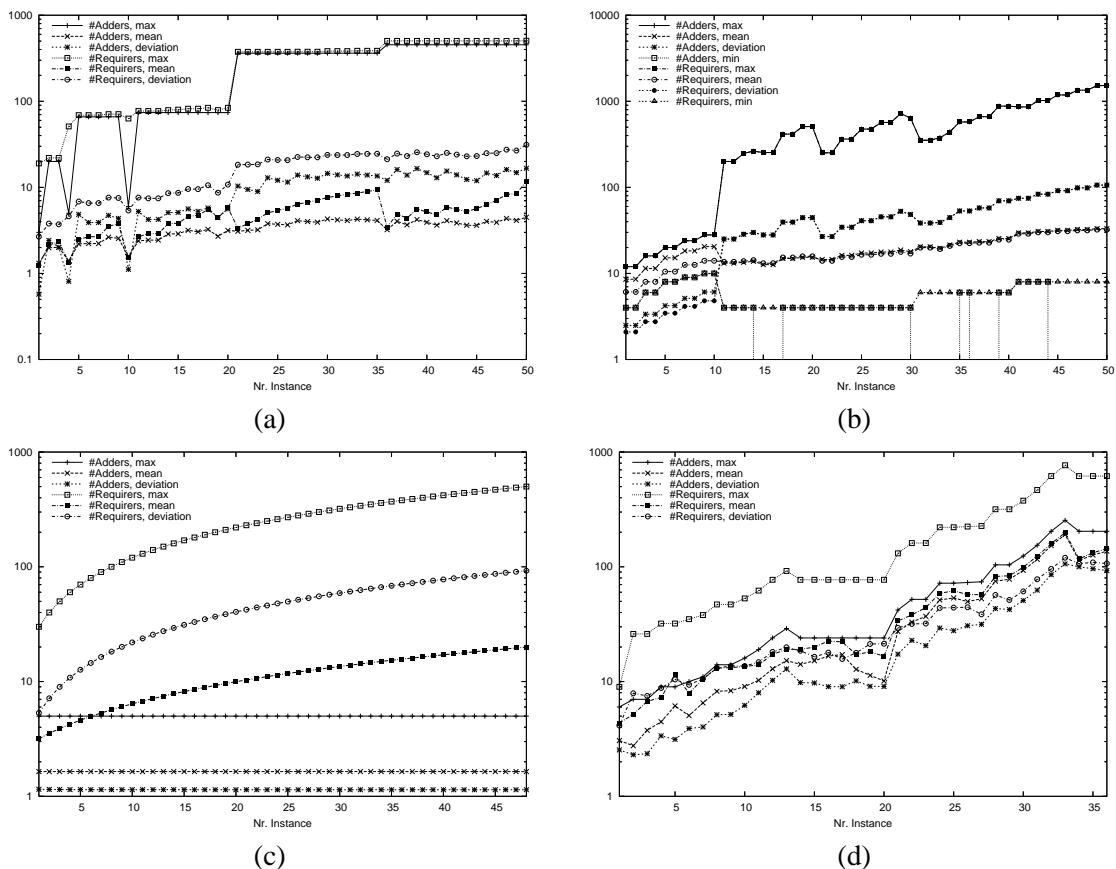 1000
100
10
1
0.1
#Adders, max
#Adders, mean
#Adders, deviation
#Requirers, max
#Requirers, mean
#Requirers, deviation
5 10 15 20 25 30 35 40 45 50
Nr. Instance
(a)
10000
1000
100
10
1
#Adders, max
#Adders, mean
#Adders, deviation
#Adders, min
#Requirers, max
#Requirers, mean
#Requirers, deviation
#Requirers, min
5 10 15 20 25 30 35 40 45 50
Nr. Instance
(b)
1000
100
10
1
#Adders, max
#Adders, mean
#Adders, deviation
#Requirers, max
#Requirers, mean
#Requirers, deviation
5 10 15 20 25 30 35 40 45
Nr. Instance
(c)
1000
100
10
1
#Adders, max
#Adders, mean
#Adders, deviation
#Requirers, max
#Requirers, mean
#Requirers, deviation
5 10 15 20 25 30 35
Nr. Instance
(d)